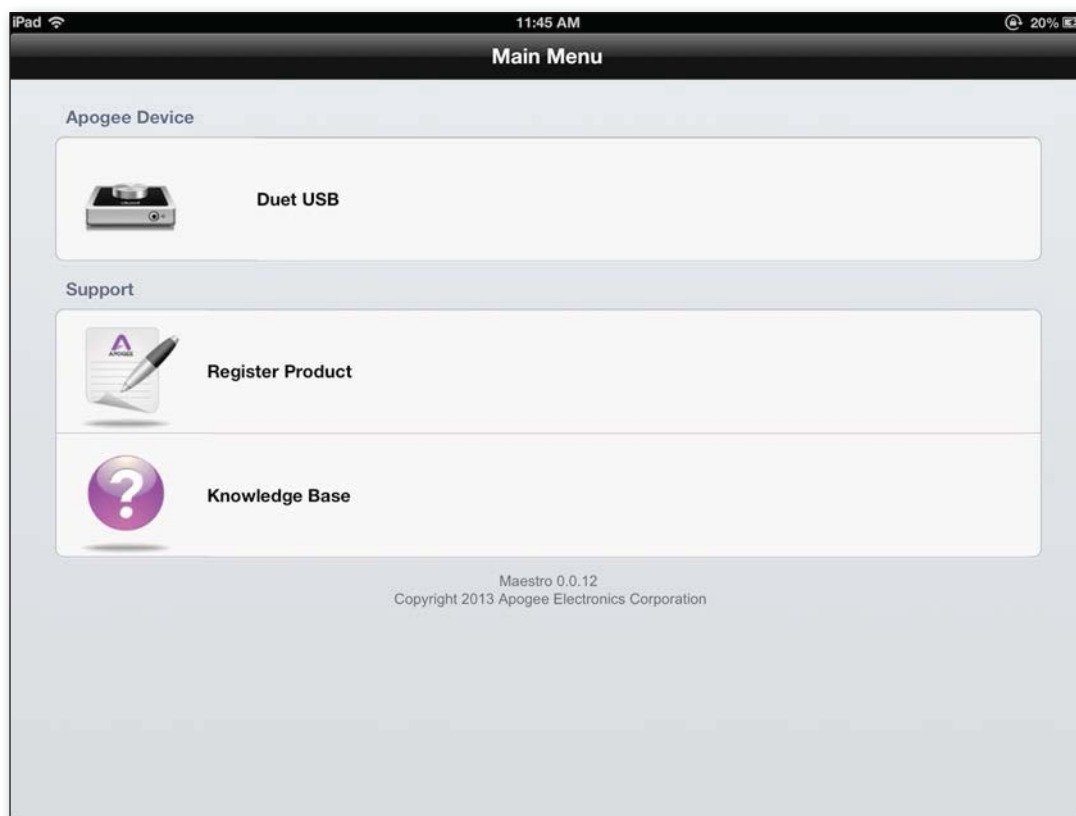 iPad 11:45 AM 20%
Main Menu
Apogee Device
Duet USB
Support
APOGEE
Register Product
?
Knowledge Base
Maestro 0.0.12
Copyright 2013 Apogee Electronics Corporation